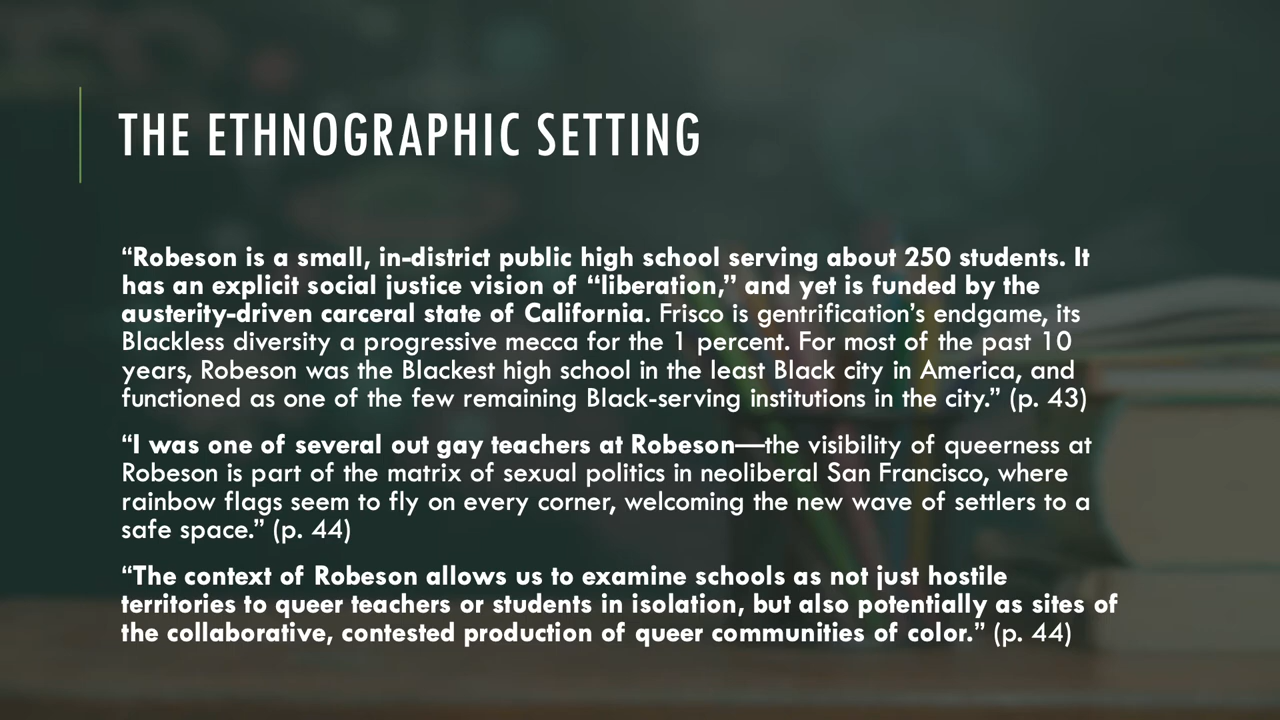 THE ETHNOGRAPHIC SETTING
“Robeson is a small, in-district public high school serving about 250 students. It
has an explicit social justice vision of “liberation,” and yet is funded by the
austerity-driven carceral state of California. Frisco is gentrification’s endgame, its
Blackless diversity a progressive mecca for the 1 percent. For most of the past 10
years, Robeson was the Blackest high school in the least Black city in America, and
functioned as one of the few remaining Black-serving institutions in the city.” (p. 43)
“I was one of several out gay teachers at Robeson—the visibility of queerness at
Robeson is part of the matrix of sexual politics in neoliberal San Francisco, where
rainbow flags seem to fly on every corner, welcoming the new wave of settlers to a
safe space.” (p. 44)
“The context of Robeson allows us to examine schools as not just hostile
territories to queer teachers or students in isolation, but also potentially as sites of
the collaborative, contested production of queer communities of color.” (p. 44)